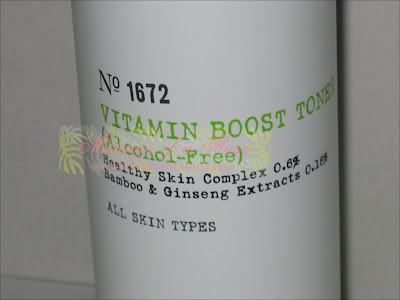 Nº 1672
VITAMIN BOOST TONER
(Alcohol-Free)
Healthy Skin Complex 0.6%
Bamboo & Ginseng Extracts 0.18%
ALL SKIN TYPES